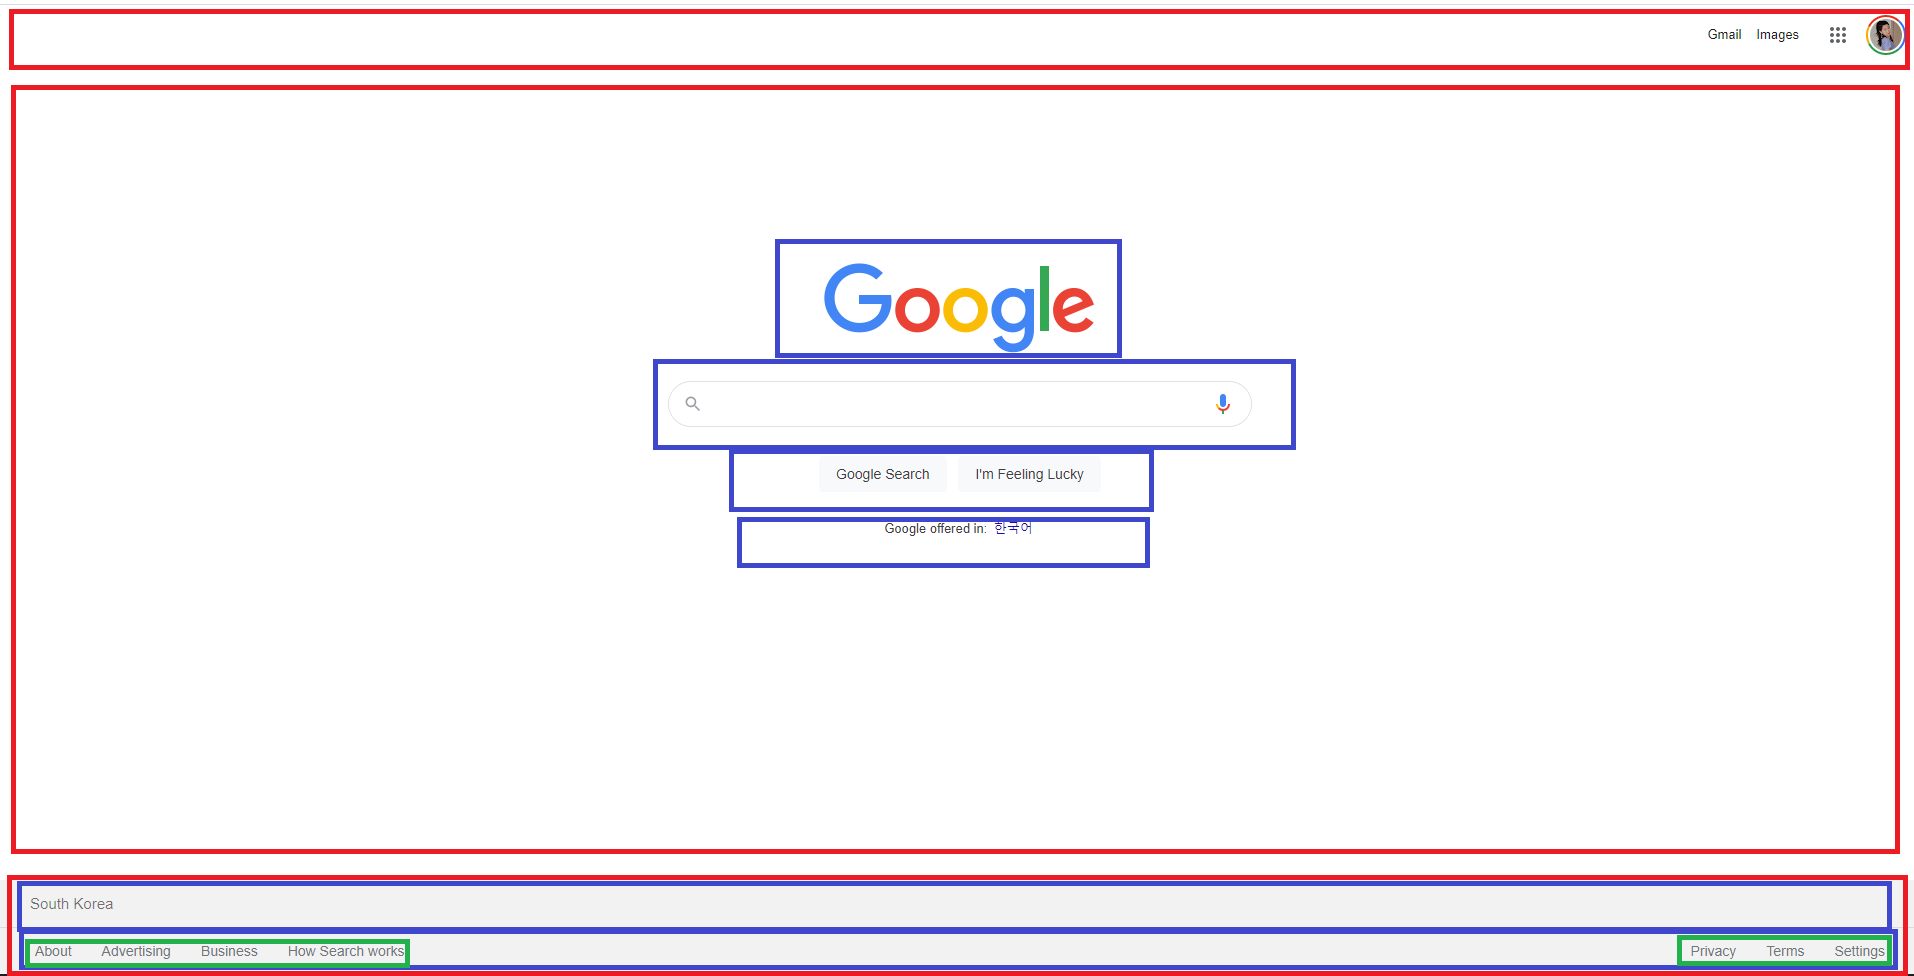 Gmail Images
Google
Google Search I'm Feeling Lucky
Google offered in: 한국어
South Korea
About Advertising Business How Search works Privacy Terms Settings